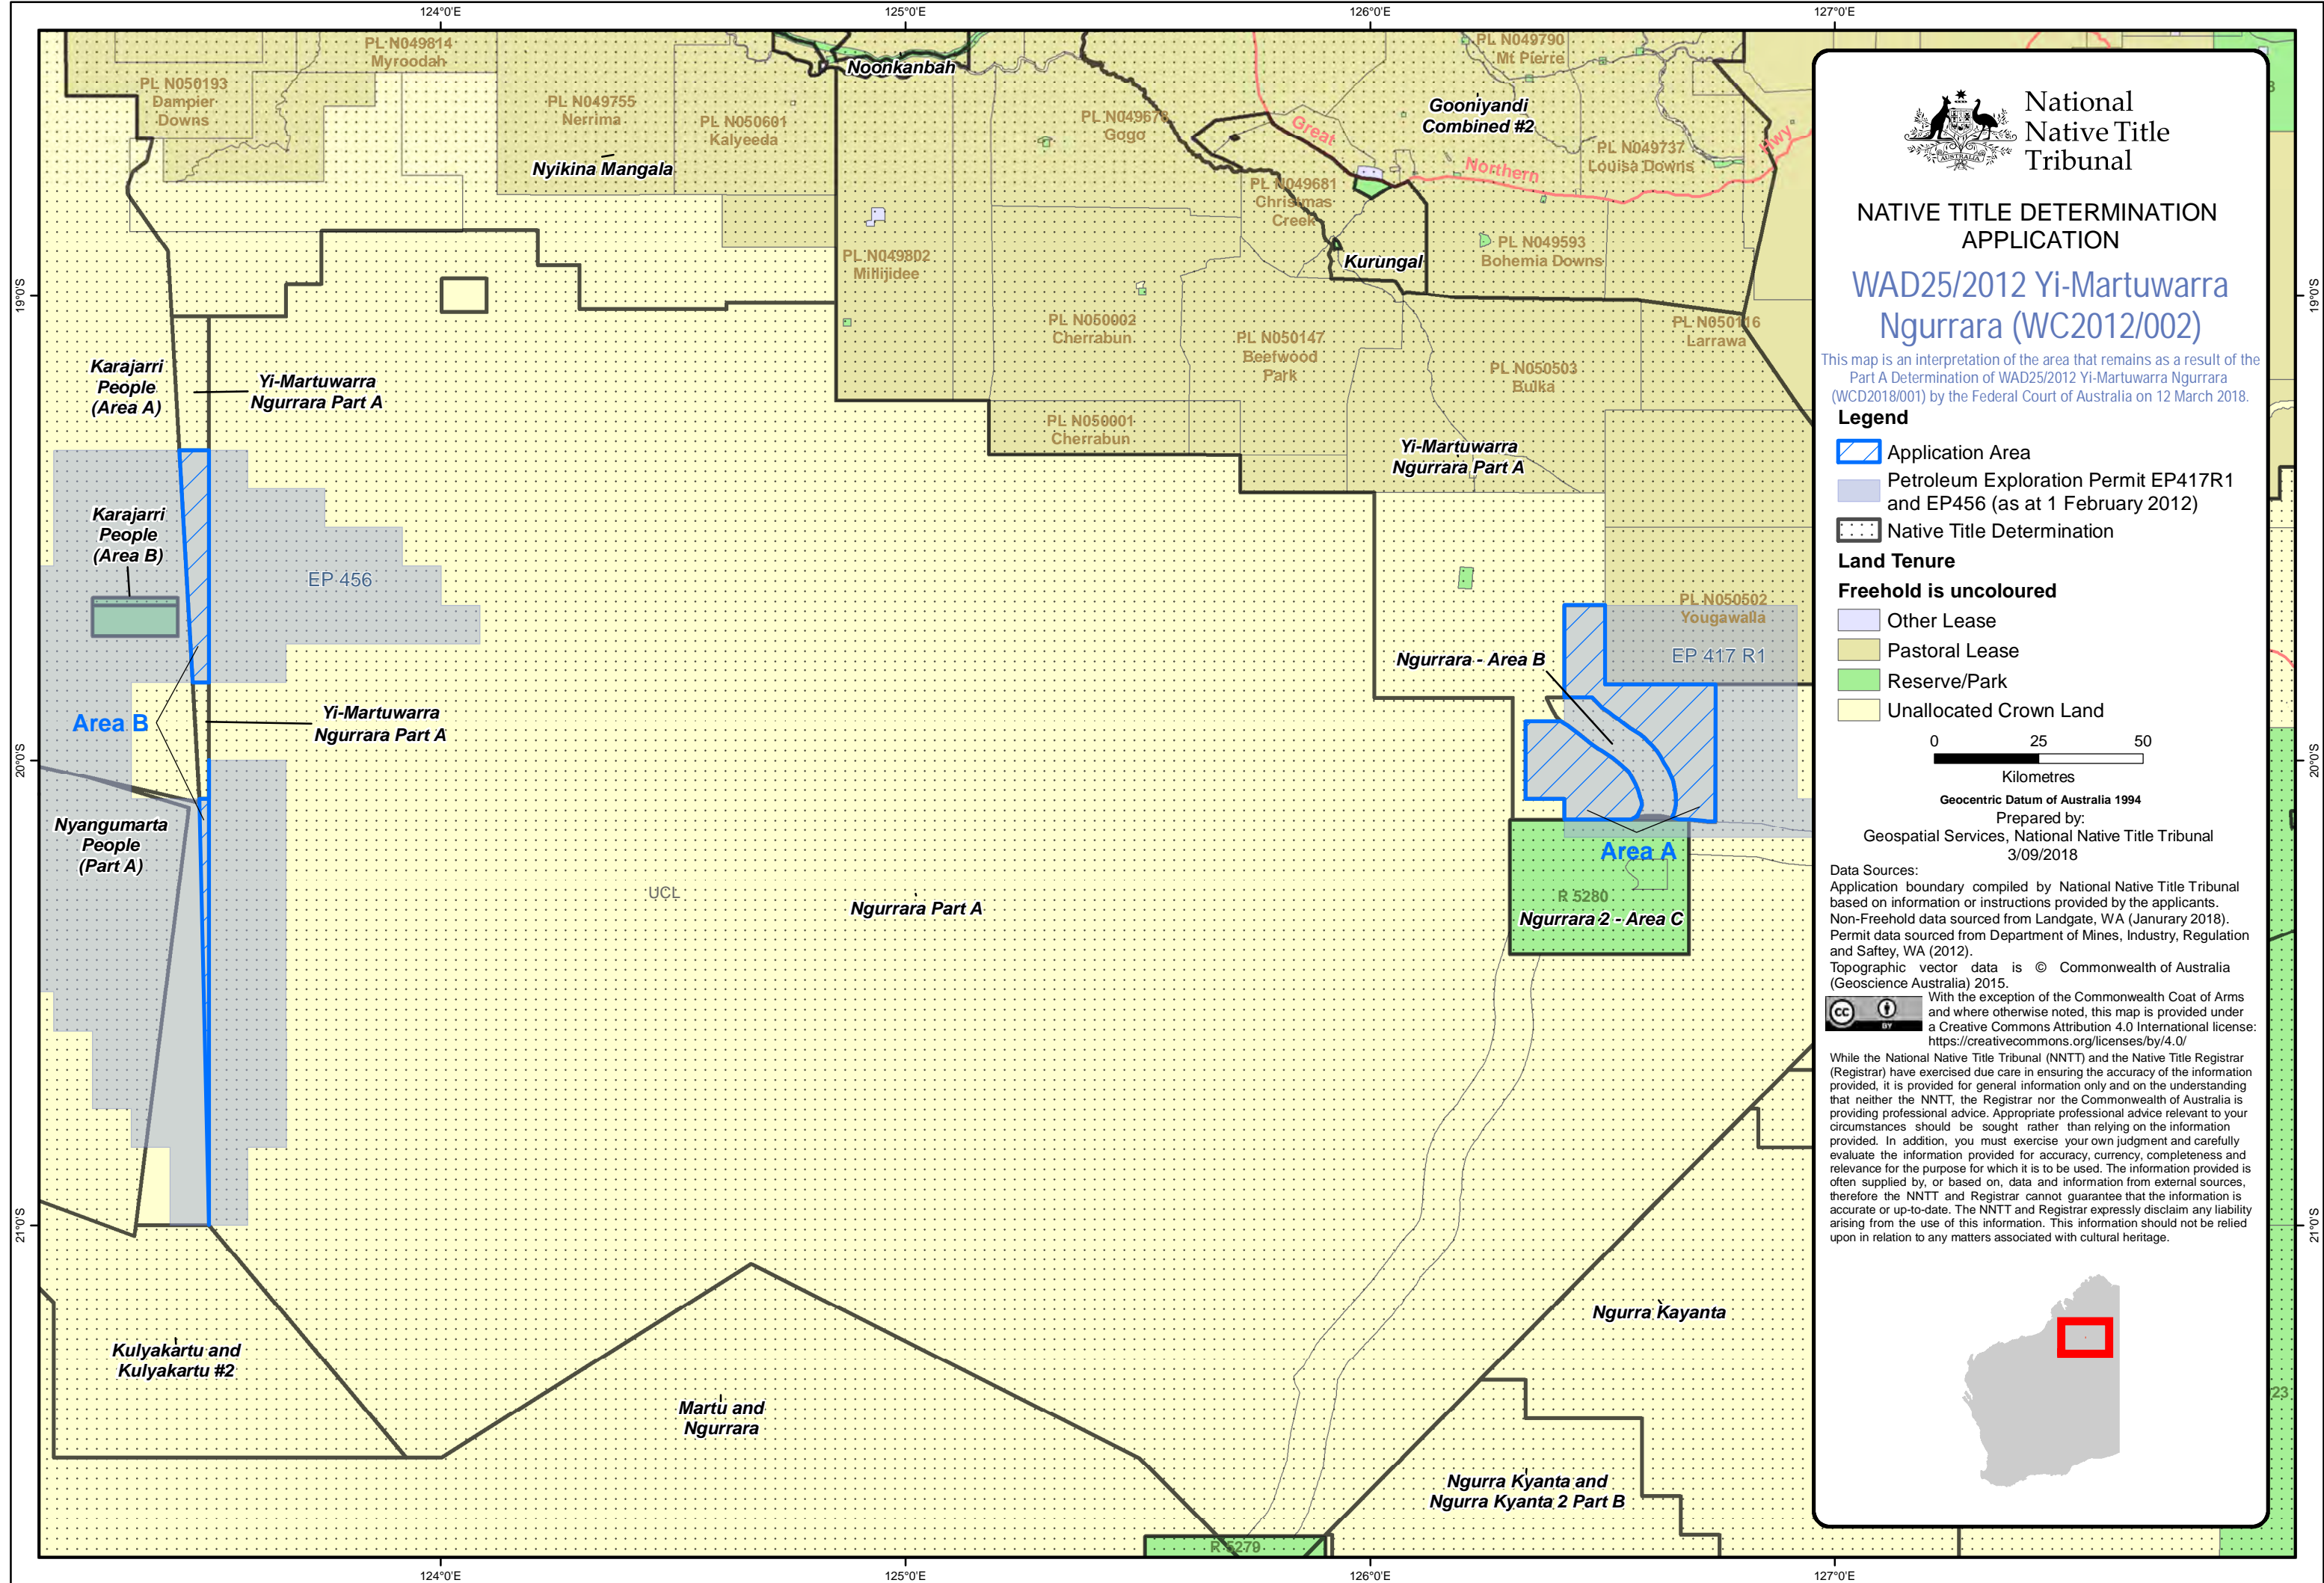 124°0'E
125°0'E
126°0'E
127°0'E
PL N049814
Myroodah
PL N050193
Dampier
Downs
PL N049755
Nerrima
PL N050601
Kalyeeda
Nyikina Mangala
Noonkanbah
PL N04967
Gogo
Great
Northern
Hwy
PL N049790
Mt Pierre
Gooniyandi
Combined #2
PL N049737
Louisa Downs
PL N049681
Christmas
Creek
Kurungal
PL N049593
Bohemia Downs
PL N049802
Millijidee
PL N050002
Cherrabun
PL N050147
Beefwood
Park
PL N050116
Larrawa
PL N050503
Bulka
PL N050001
Cherrabun
Yi-Martuwarra
Ngurrara Part A
19°0'S
19°0'S
Karajarri
People
(Area A)
Yi-Martuwarra
Ngurrara Part A
Karajarri
People
(Area B)
EP 456
PL N050502
Yougawalla
EP 417 R1
Ngurrara - Area B
Area B
Yi-Martuwarra
Ngurrara Part A
20°0'S
20°0'S
Nyangumarta
People
(Part A)
UCL
Ngurrara Part A
Area A
R 5280
Ngurrara 2 - Area C
21°0'S
21°0'S
Ngurra Kayanta
Kulyakartu and
Kulyakartu #2
Martu and
Ngurrara
Ngurra Kyanta and
Ngurra Kyanta 2 Part B
R 5279
3
23
124°0'E
125°0'E
126°0'E
127°0'E
AUSTRALIA
National
Native Title
Tribunal
NATIVE TITLE DETERMINATION
APPLICATION
WAD25/2012 Yi-Martuwarra
Ngurrara (WC2012/002)
This map is an interpretation of the area that remains as a result of the
Part A Determination of WAD25/2012 Yi-Martuwarra Ngurrara
(WCD2018/001) by the Federal Court of Australia on 12 March 2018.
Legend
Application Area
Petroleum Exploration Permit EP417R1
and EP456 (as at 1 February 2012)
Native Title Determination
Land Tenure
Freehold is uncoloured
Other Lease
Pastoral Lease
Reserve/Park
Unallocated Crown Land
0 25 50
Kilometres
Geocentric Datum of Australia 1994
Prepared by:
Geospatial Services, National Native Title Tribunal
3/09/2018
Data Sources:
Application boundary compiled by National Native Title Tribunal
based on information or instructions provided by the applicants.
Non-Freehold data sourced from Landgate, WA (Janurary 2018).
Permit data sourced from Department of Mines, Industry, Regulation
and Saftey, WA (2012).
Topographic vector data is © Commonwealth of Australia
(Geoscience Australia) 2015.
cc BY
With the exception of the Commonwealth Coat of Arms
and where otherwise noted, this map is provided under
a Creative Commons Attribution 4.0 International license:
https://creativecommons.org/licenses/by/4.0/
While the National Native Title Tribunal (NNTT) and the Native Title Registrar
(Registrar) have exercised due care in ensuring the accuracy of the information
provided, it is provided for general information only and on the understanding
that neither the NNTT, the Registrar nor the Commonwealth of Australia is
providing professional advice. Appropriate professional advice relevant to your
circumstances should be sought rather than relying on the information
provided. In addition, you must exercise your own judgment and carefully
evaluate the information provided for accuracy, currency, completeness and
relevance for the purpose for which it is to be used. The information provided is
often supplied by, or based on, data and information from external sources,
therefore the NNTT and Registrar cannot guarantee that the information is
accurate or up-to-date. The NNTT and Registrar expressly disclaim any liability
arising from the use of this information. This information should not be relied
upon in relation to any matters associated with cultural heritage.